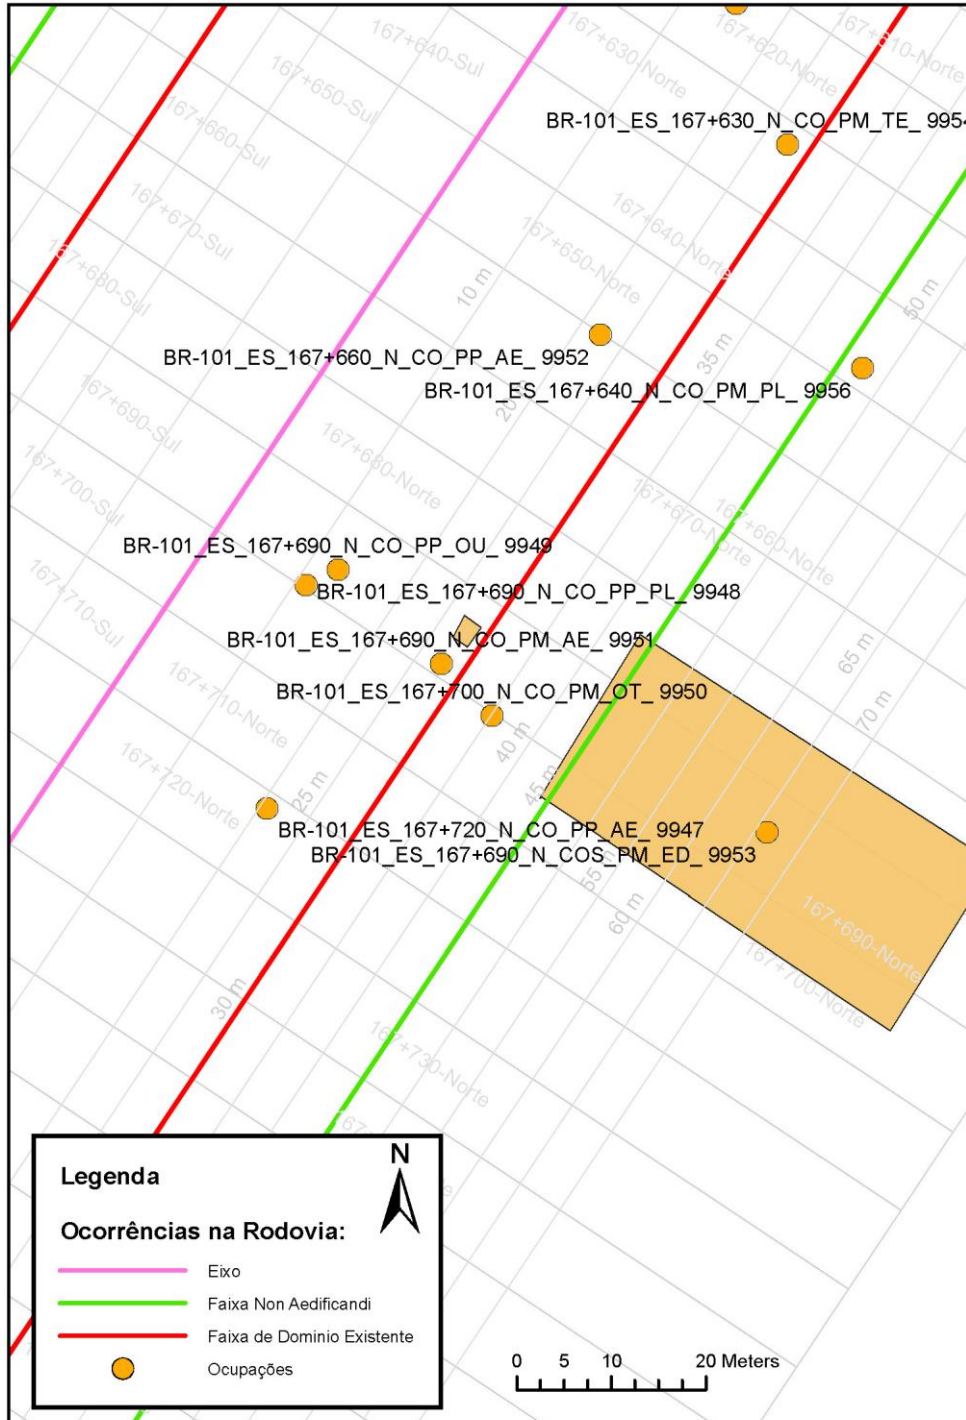 167+640-Sul
167+630-Norte
167+620-Norte
167+610-Norte
167+650-Sul
167+660-Sul
BR-101_ES_167+630_N_CO_PM_TE_ 9954
167+670-Sul
167+640-Norte
167+650-Norte
167+680-Sul
10 m
50 m
35 m
BR-101_ES_167+660_N_CO_PP_AE_ 9952
BR-101_ES_167+640_N_CO_PM_PL_ 9956
20 m
167+690-Sul
167+680-Norte
167+700-Sul
167+670-Norte
167+660-Norte
BR-101_ES_167+690_N_CO_PP_OU_ 9949
BR-101_ES_167+690_N_CO_PP_PL_ 9948
167+710-Sul
BR-101_ES_167+690_N_CO_PM_AE_ 9951
65 m
BR-101_ES_167+700_N_CO_PM_OT_ 9950
167+710-Norte
70 m
40 m
167+720-Norte
25 m
45 m
BR-101_ES_167+720_N_CO_PP_AE_ 9947
BR-101_ES_167+690_N_COS_PM_ED_ 9953
55 m
60 m
167+690-Norte
167+700-Norte
30 m
167+730-Norte
N
Legenda
Ocorrências na Rodovia:
Eixo
Faixa Non Aedificandi
Faixa de Dominio Existente
Ocupações
0 5 10 20 Meters